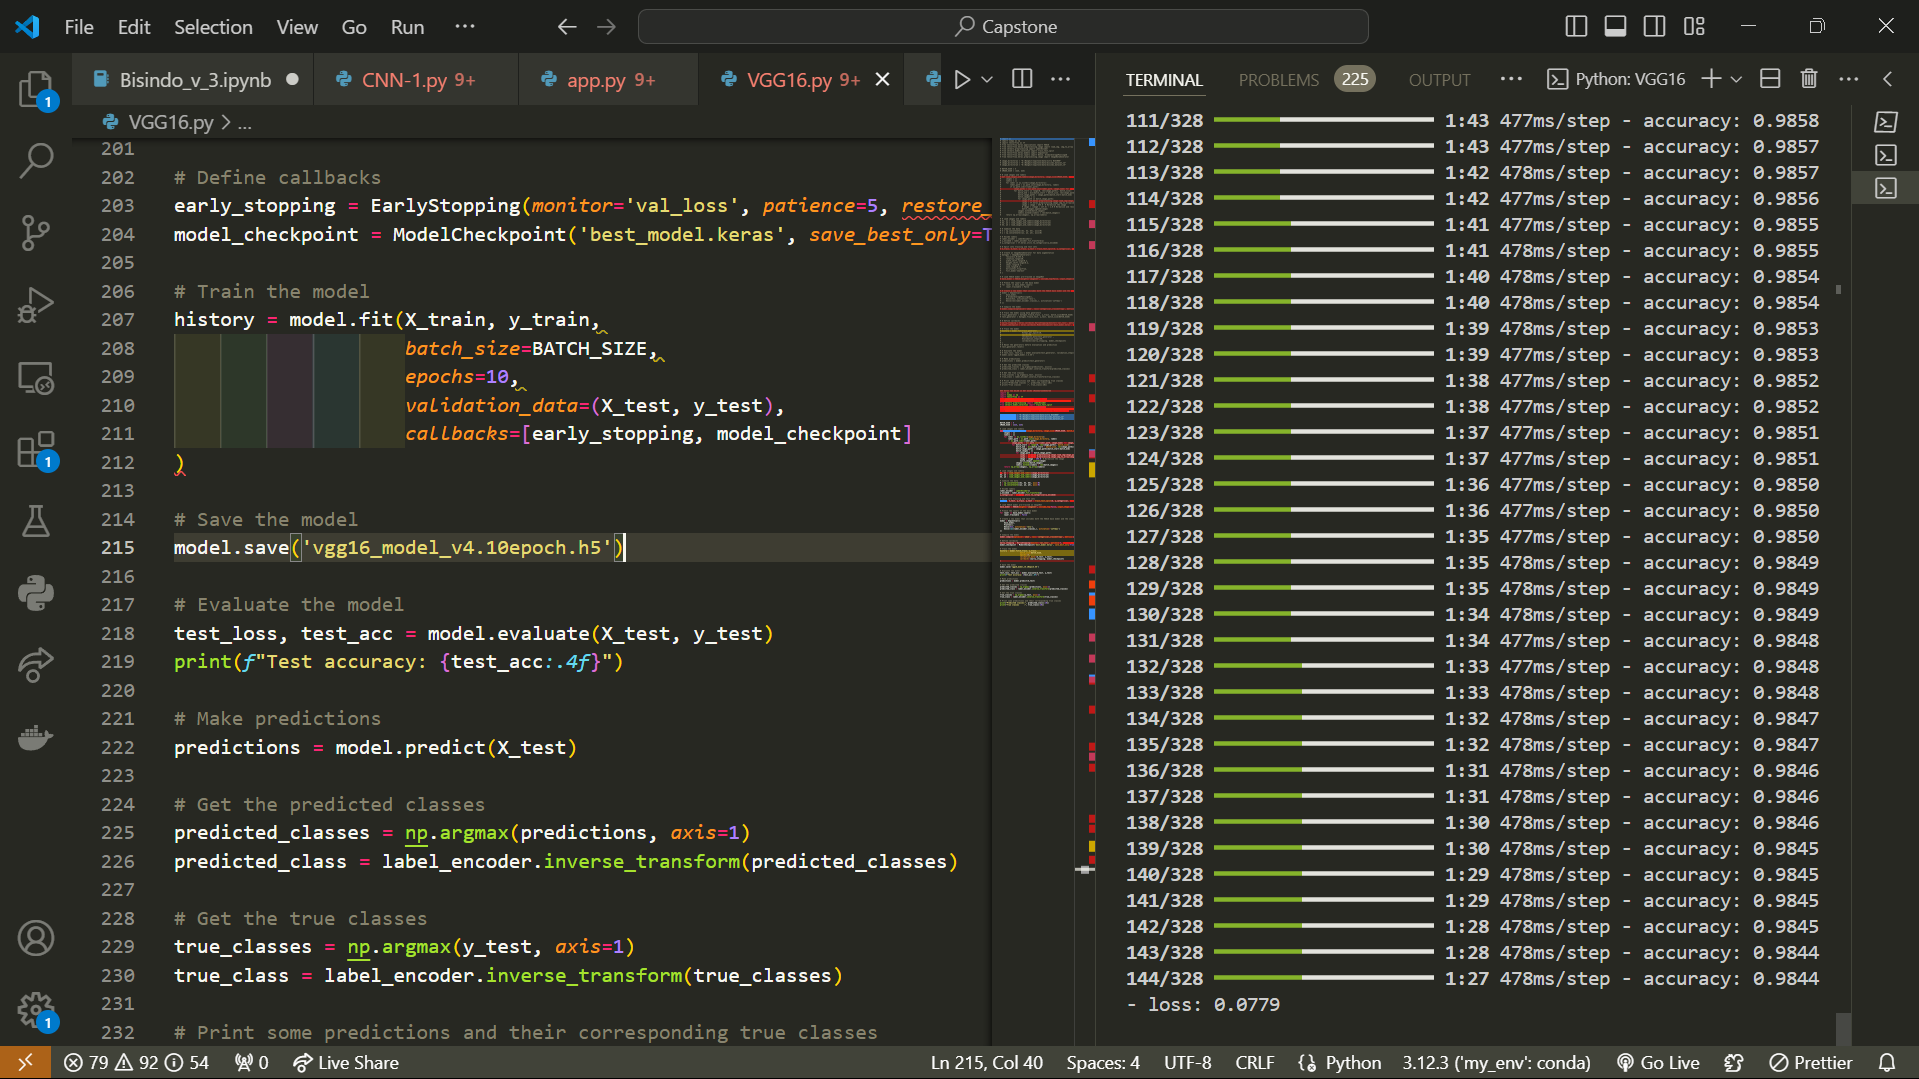 File Edit Selection View Go Run ···
Capstone
Bisindo_v_3.ipynb
CNN-1.py 9+
app.py 9+
VGG16.py 9+
VGG16.py > ...
201
202 # Define callbacks
203 early_stopping = EarlyStopping(monitor='val_loss', patience=5, restore_
204 model_checkpoint = ModelCheckpoint('best_model.keras', save_best_only=T
205
206 # Train the model
207 history = model.fit(X_train, y_train,
208 batch_size=BATCH_SIZE,
209 epochs=10,
210 validation_data=(X_test, y_test),
211 callbacks=[early_stopping, model_checkpoint]
212 )
213
214 # Save the model
215 model.save('vgg16_model_v4.10epoch.h5')
216
217 # Evaluate the model
218 test_loss, test_acc = model.evaluate(X_test, y_test)
219 print(f"Test accuracy: {test_acc:.4f}")
220
221 # Make predictions
222 predictions = model.predict(X_test)
223
224 # Get the predicted classes
225 predicted_classes = np.argmax(predictions, axis=1)
226 predicted_class = label_encoder.inverse_transform(predicted_classes)
227
228 # Get the true classes
229 true_classes = np.argmax(y_test, axis=1)
230 true_class = label_encoder.inverse_transform(true_classes)
231
232 # Print some predictions and their corresponding true classes
TERMINAL PROBLEMS 225 OUTPUT ··· Python: VGG16
111/328 1:43 477ms/step - accuracy: 0.9858
112/328 1:43 477ms/step - accuracy: 0.9857
113/328 1:42 478ms/step - accuracy: 0.9857
114/328 1:42 477ms/step - accuracy: 0.9856
115/328 1:41 477ms/step - accuracy: 0.9855
116/328 1:41 478ms/step - accuracy: 0.9855
117/328 1:40 478ms/step - accuracy: 0.9854
118/328 1:40 478ms/step - accuracy: 0.9854
119/328 1:39 478ms/step - accuracy: 0.9853
120/328 1:39 477ms/step - accuracy: 0.9853
121/328 1:38 477ms/step - accuracy: 0.9852
122/328 1:38 477ms/step - accuracy: 0.9852
123/328 1:37 477ms/step - accuracy: 0.9851
124/328 1:37 477ms/step - accuracy: 0.9851
125/328 1:36 477ms/step - accuracy: 0.9850
126/328 1:36 477ms/step - accuracy: 0.9850
127/328 1:35 477ms/step - accuracy: 0.9850
128/328 1:35 478ms/step - accuracy: 0.9849
129/328 1:35 478ms/step - accuracy: 0.9849
130/328 1:34 478ms/step - accuracy: 0.9849
131/328 1:34 477ms/step - accuracy: 0.9848
132/328 1:33 477ms/step - accuracy: 0.9848
133/328 1:33 478ms/step - accuracy: 0.9848
134/328 1:32 478ms/step - accuracy: 0.9847
135/328 1:32 478ms/step - accuracy: 0.9847
136/328 1:31 478ms/step - accuracy: 0.9846
137/328 1:31 478ms/step - accuracy: 0.9846
138/328 1:30 478ms/step - accuracy: 0.9846
139/328 1:30 478ms/step - accuracy: 0.9845
140/328 1:29 478ms/step - accuracy: 0.9845
141/328 1:29 478ms/step - accuracy: 0.9845
142/328 1:28 478ms/step - accuracy: 0.9845
143/328 1:28 478ms/step - accuracy: 0.9844
144/328 1:27 478ms/step - accuracy: 0.9844
- loss: 0.0779
1
1
1
79 92 54 0 Live Share Ln 215, Col 40 Spaces: 4 UTF-8 CRLF Python 3.12.3 ('my_env': conda) Go Live Prettier